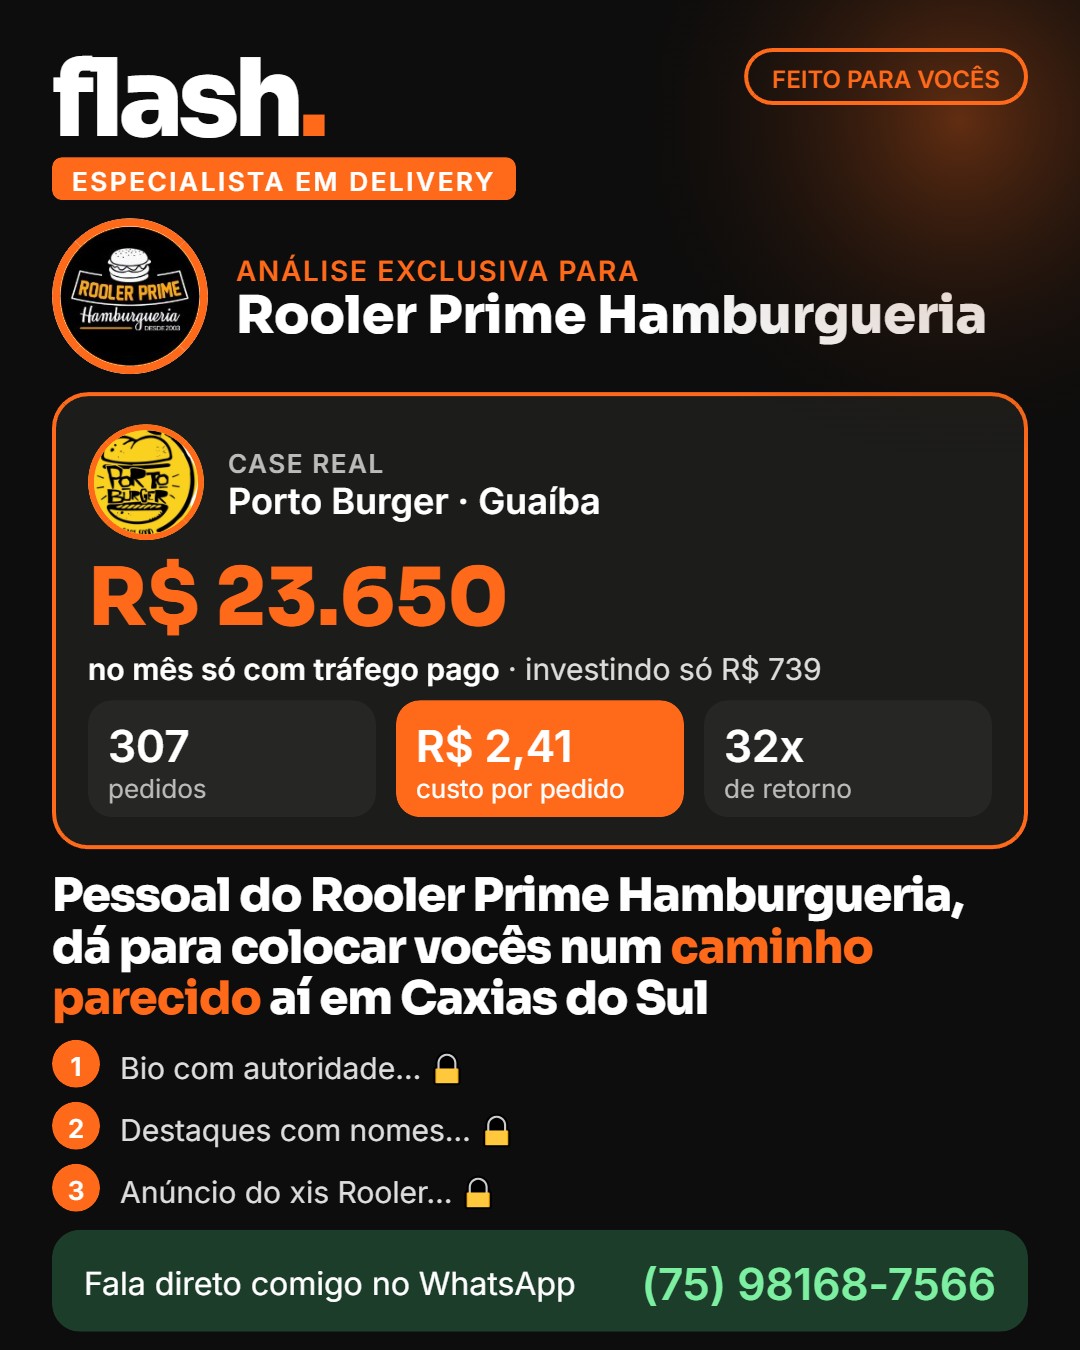 flash.
FEITO PARA VOCÊS
ESPECIALISTA EM DELIVERY
ROOLER PRIME
Hamburgueria
DESDE 2003
ANÁLISE EXCLUSIVA PARA
Rooler Prime Hamburgueria
PORTO
BURGER
CASE REAL
Porto Burger · Guaíba
R$ 23.650
no mês só com tráfego pago · investindo só R$ 739
307
pedidos
R$ 2,41
custo por pedido
32x
de retorno
Pessoal do Rooler Prime Hamburgueria,
dá para colocar vocês num caminho
parecido aí em Caxias do Sul
1 Bio com autoridade... 🔒
2 Destaques com nomes... 🔒
3 Anúncio do xis Rooler... 🔒
Fala direto comigo no WhatsApp (75) 98168-7566